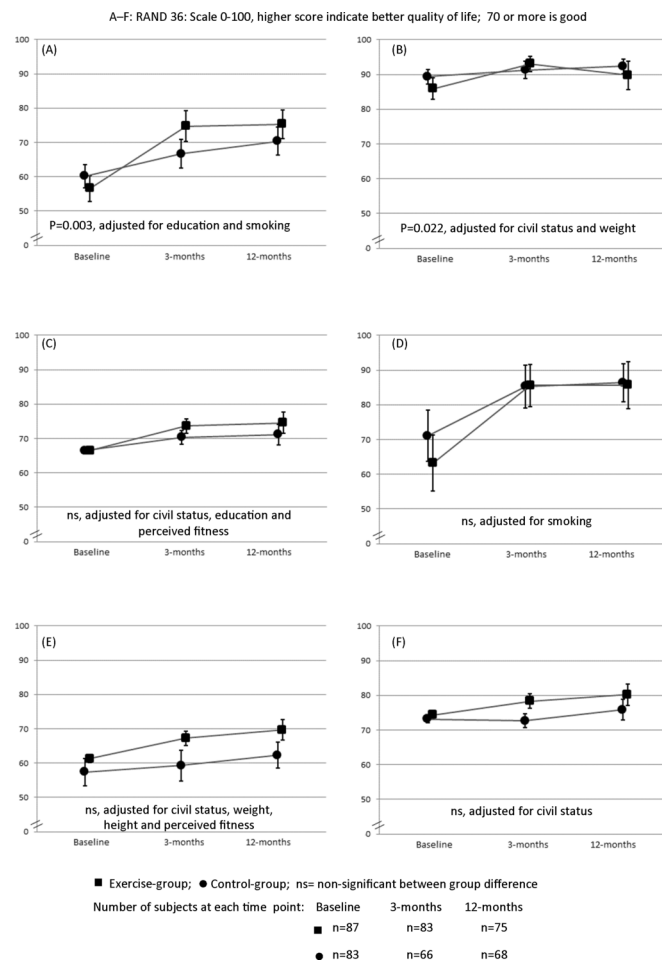 A–F: RAND 36: Scale 0-100, higher score indicate better quality of life; 70 or more is good
(A)
100
90
80
70
60
50
0
P=0.003, adjusted for education and smoking
Baseline 3-months 12-months
(B)
100
90
80
70
60
50
0
P=0.022, adjusted for civil status and weight
Baseline 3-months 12-months
(C)
100
90
80
70
60
50
0
ns, adjusted for civil status, education and
perceived fitness
Baseline 3-months 12-months
(D)
100
90
80
70
60
50
0
ns, adjusted for smoking
Baseline 3-months 12-months
(E)
100
90
80
70
60
50
0
ns, adjusted for civil status, weight,
height and perceived fitness
Baseline 3-months 12-months
(F)
100
90
80
70
60
50
0
ns, adjusted for civil status
Baseline 3-months 12-months
■ Exercise-group; ● Control-group; ns= non-significant between group difference
Number of subjects at each time point: Baseline 3-months 12-months
■ n=87 n=83 n=75
● n=83 n=66 n=68